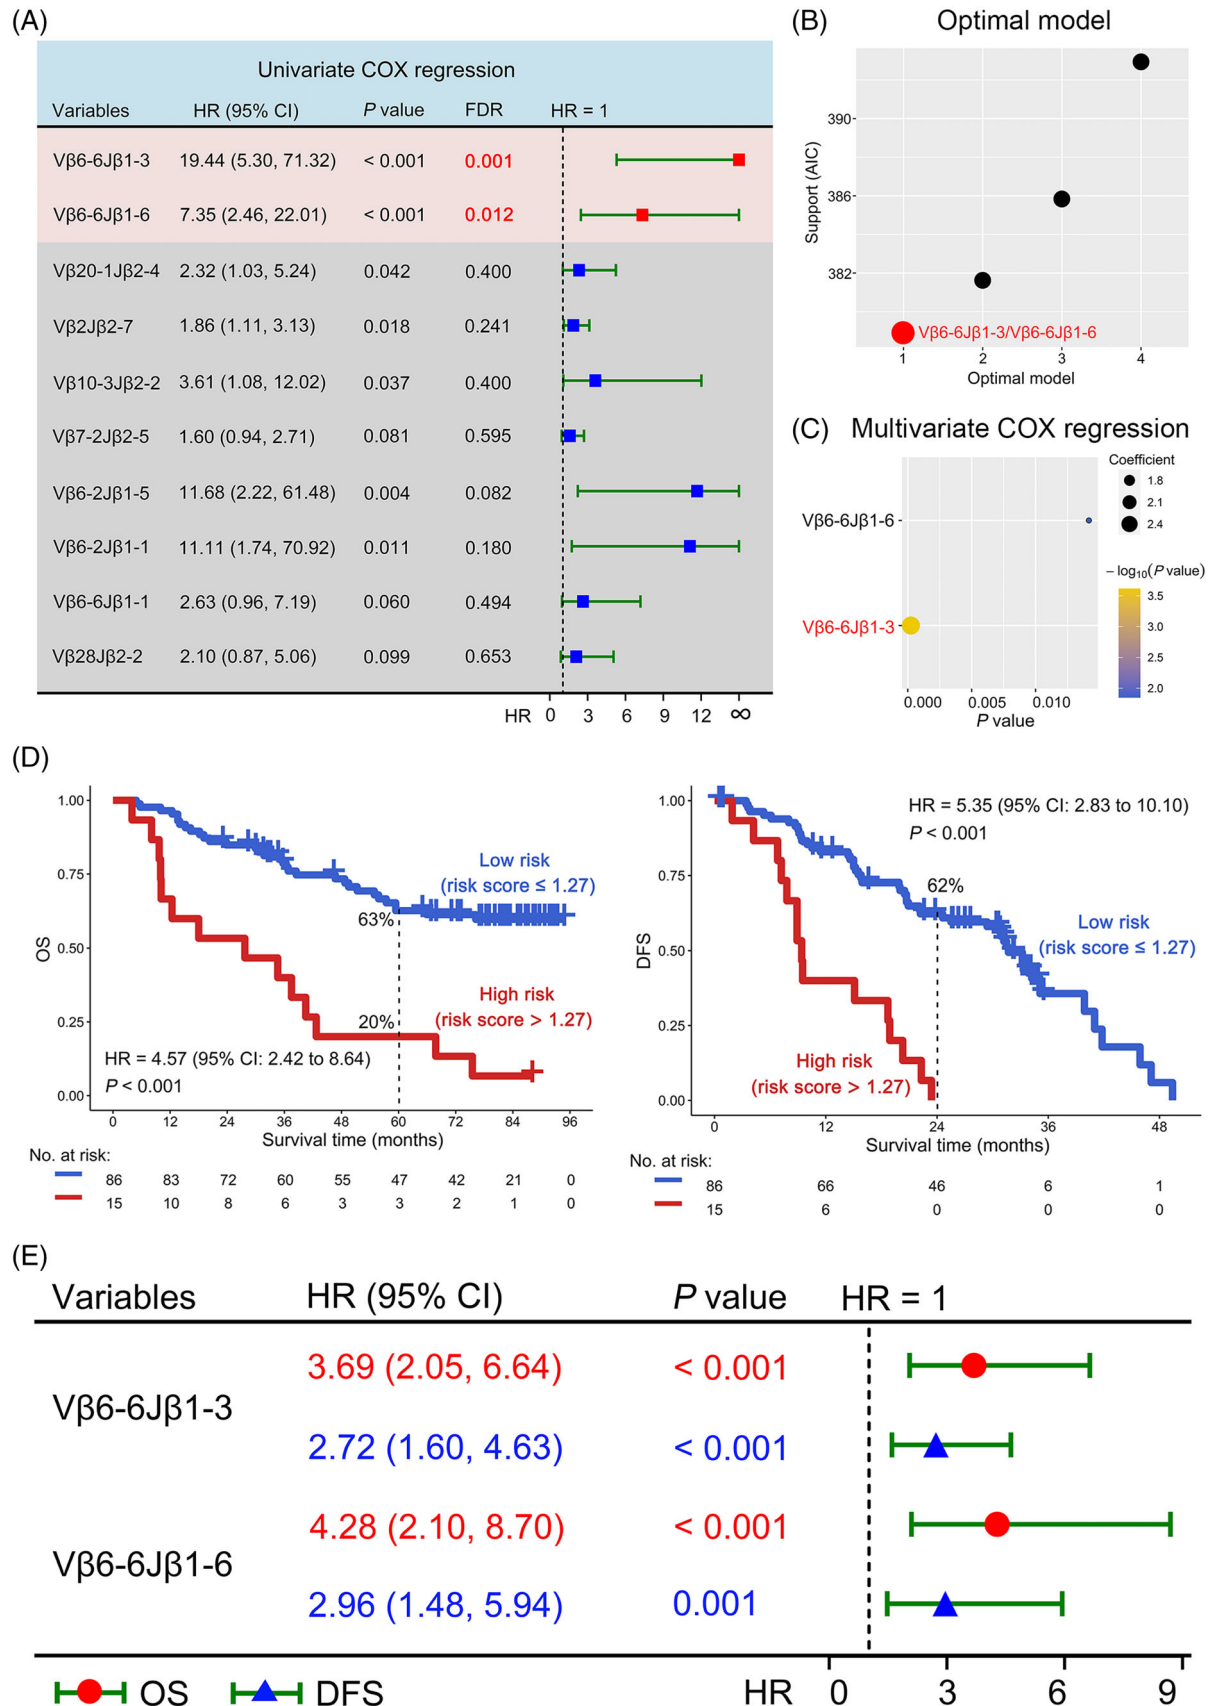 (A)
Univariate COX regression
Variables HR (95% CI) P value FDR HR = 1
Vβ6-6Jβ1-3 19.44 (5.30, 71.32) < 0.001 0.001
Vβ6-6Jβ1-6 7.35 (2.46, 22.01) < 0.001 0.012
Vβ20-1Jβ2-4 2.32 (1.03, 5.24) 0.042 0.400
Vβ2Jβ2-7 1.86 (1.11, 3.13) 0.018 0.241
Vβ10-3Jβ2-2 3.61 (1.08, 12.02) 0.037 0.400
Vβ7-2Jβ2-5 1.60 (0.94, 2.71) 0.081 0.595
Vβ6-2Jβ1-5 11.68 (2.22, 61.48) 0.004 0.082
Vβ6-2Jβ1-1 11.11 (1.74, 70.92) 0.011 0.180
Vβ6-6Jβ1-1 2.63 (0.96, 7.19) 0.060 0.494
Vβ28Jβ2-2 2.10 (0.87, 5.06) 0.099 0.653
HR 0 3 6 9 12 ∞
(B) Optimal model
Support (AIC)
390
386
382
Vβ6-6Jβ1-3/Vβ6-6Jβ1-6
1 2 3 4
Optimal model
(C) Multivariate COX regression
Vβ6-6Jβ1-6
Vβ6-6Jβ1-3
0.000 0.005 0.010
P value
Coefficient
1.8
2.1
2.4
− log₁₀(P value)
3.5
3.0
2.5
2.0
(D)
OS
1.00
0.75
0.50
0.25
0.00
Low risk
(risk score ≤ 1.27)
63%
High risk
(risk score > 1.27)
20%
HR = 4.57 (95% CI: 2.42 to 8.64)
P < 0.001
0 12 24 36 48 60 72 84 96
Survival time (months)
No. at risk:
86 83 72 60 55 47 42 21 0
15 10 8 6 3 3 2 1 0
DFS
1.00
0.75
0.50
0.25
0.00
HR = 5.35 (95% CI: 2.83 to 10.10)
P < 0.001
62%
Low risk
(risk score ≤ 1.27)
High risk
(risk score > 1.27)
0 12 24 36 48
Survival time (months)
No. at risk:
86 66 46 6 1
15 6 0 0 0
(E)
Variables HR (95% CI) P value HR = 1
Vβ6-6Jβ1-3
3.69 (2.05, 6.64) < 0.001
2.72 (1.60, 4.63) < 0.001
Vβ6-6Jβ1-6
4.28 (2.10, 8.70) < 0.001
2.96 (1.48, 5.94) 0.001
OS DFS HR 0 3 6 9